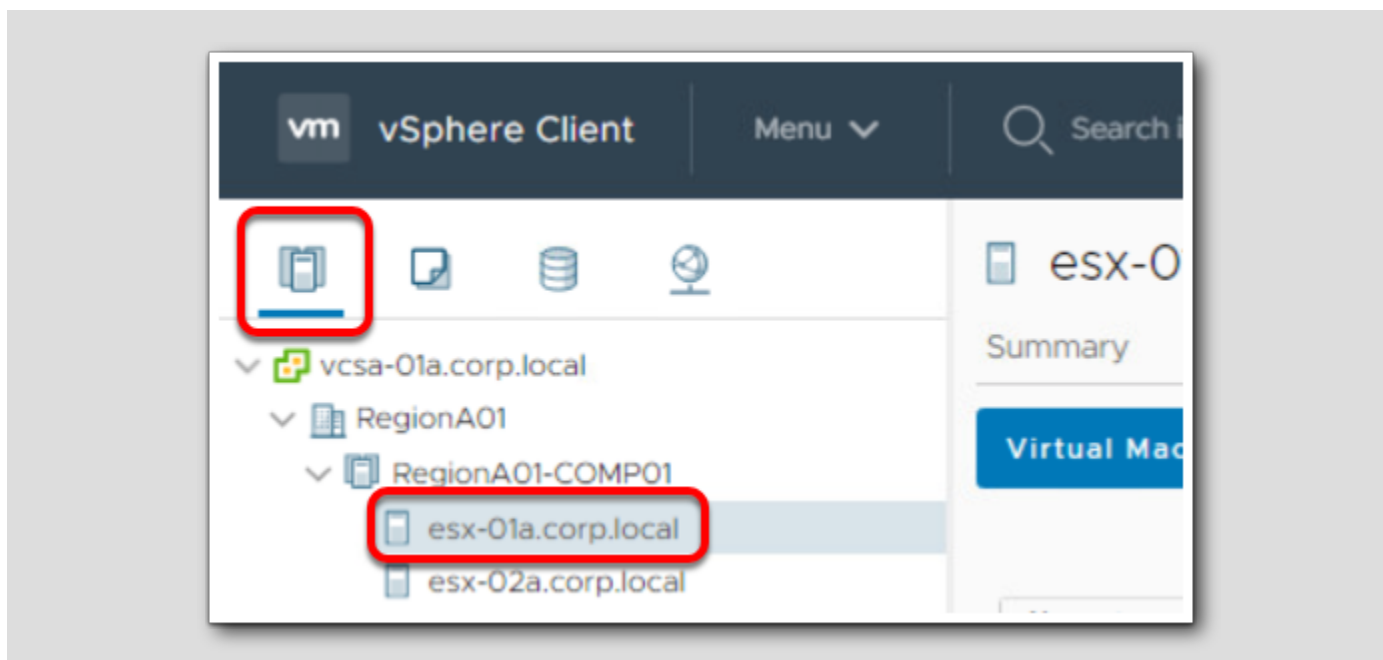 vm vSphere Client Menu Search
esx-0
Summary
vcsa-01a.corp.local
RegionA01
Virtual Mac
RegionA01-COMP01
esx-01a.corp.local
esx-02a.corp.local